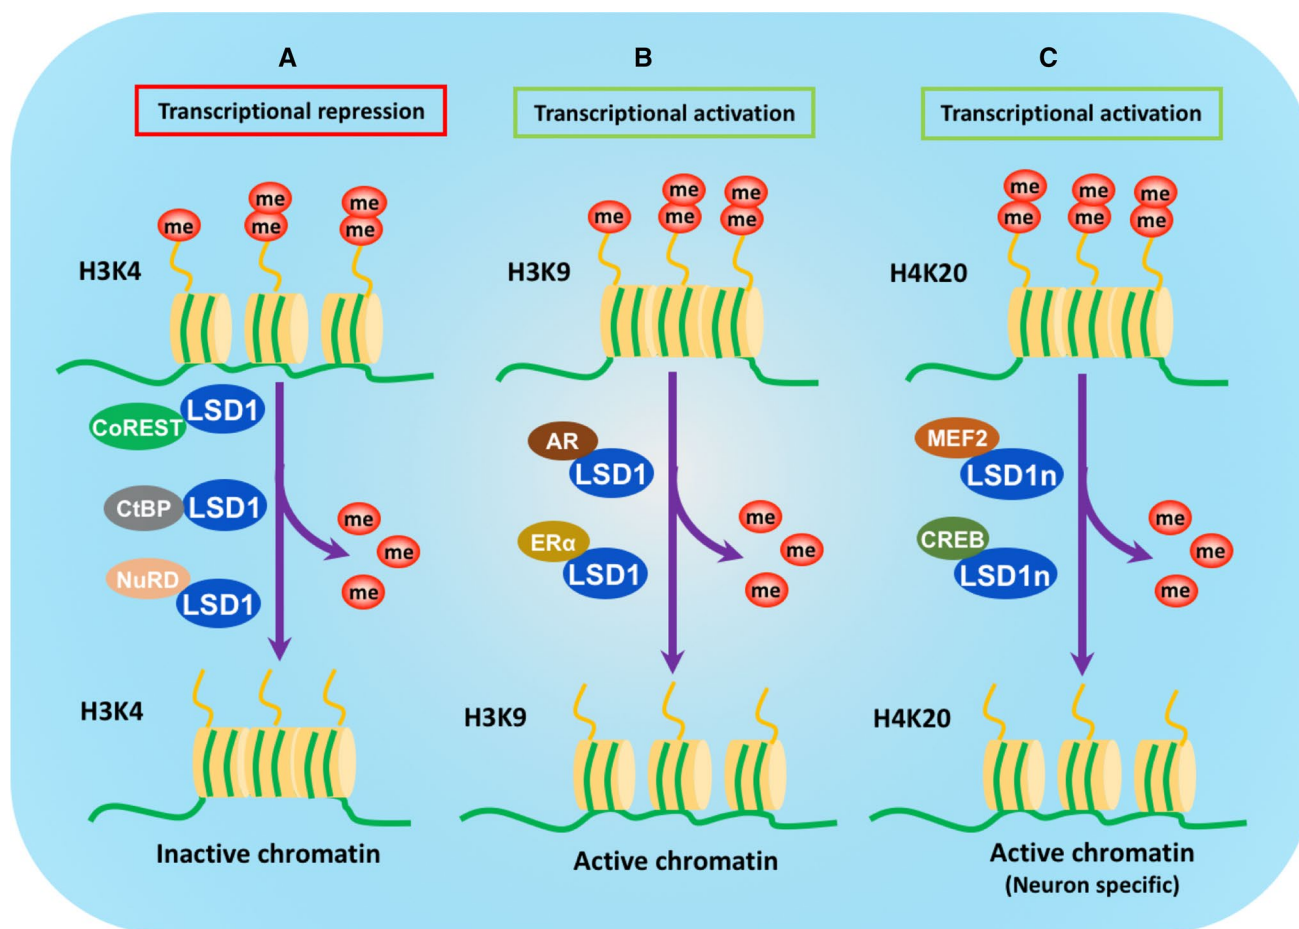 A
Transcriptional repression
me
me
me
me
me
H3K4
CoREST
LSD1
CtBP
LSD1
NuRD
LSD1
me
me
me
H3K4
Inactive chromatin
B
Transcriptional activation
me
me
me
me
me
H3K9
AR
LSD1
ERα
LSD1
me
me
me
H3K9
Active chromatin
C
Transcriptional activation
me
me
me
me
me
me
H4K20
MEF2
LSD1n
CREB
LSD1n
me
me
me
H4K20
Active chromatin
(Neuron specific)